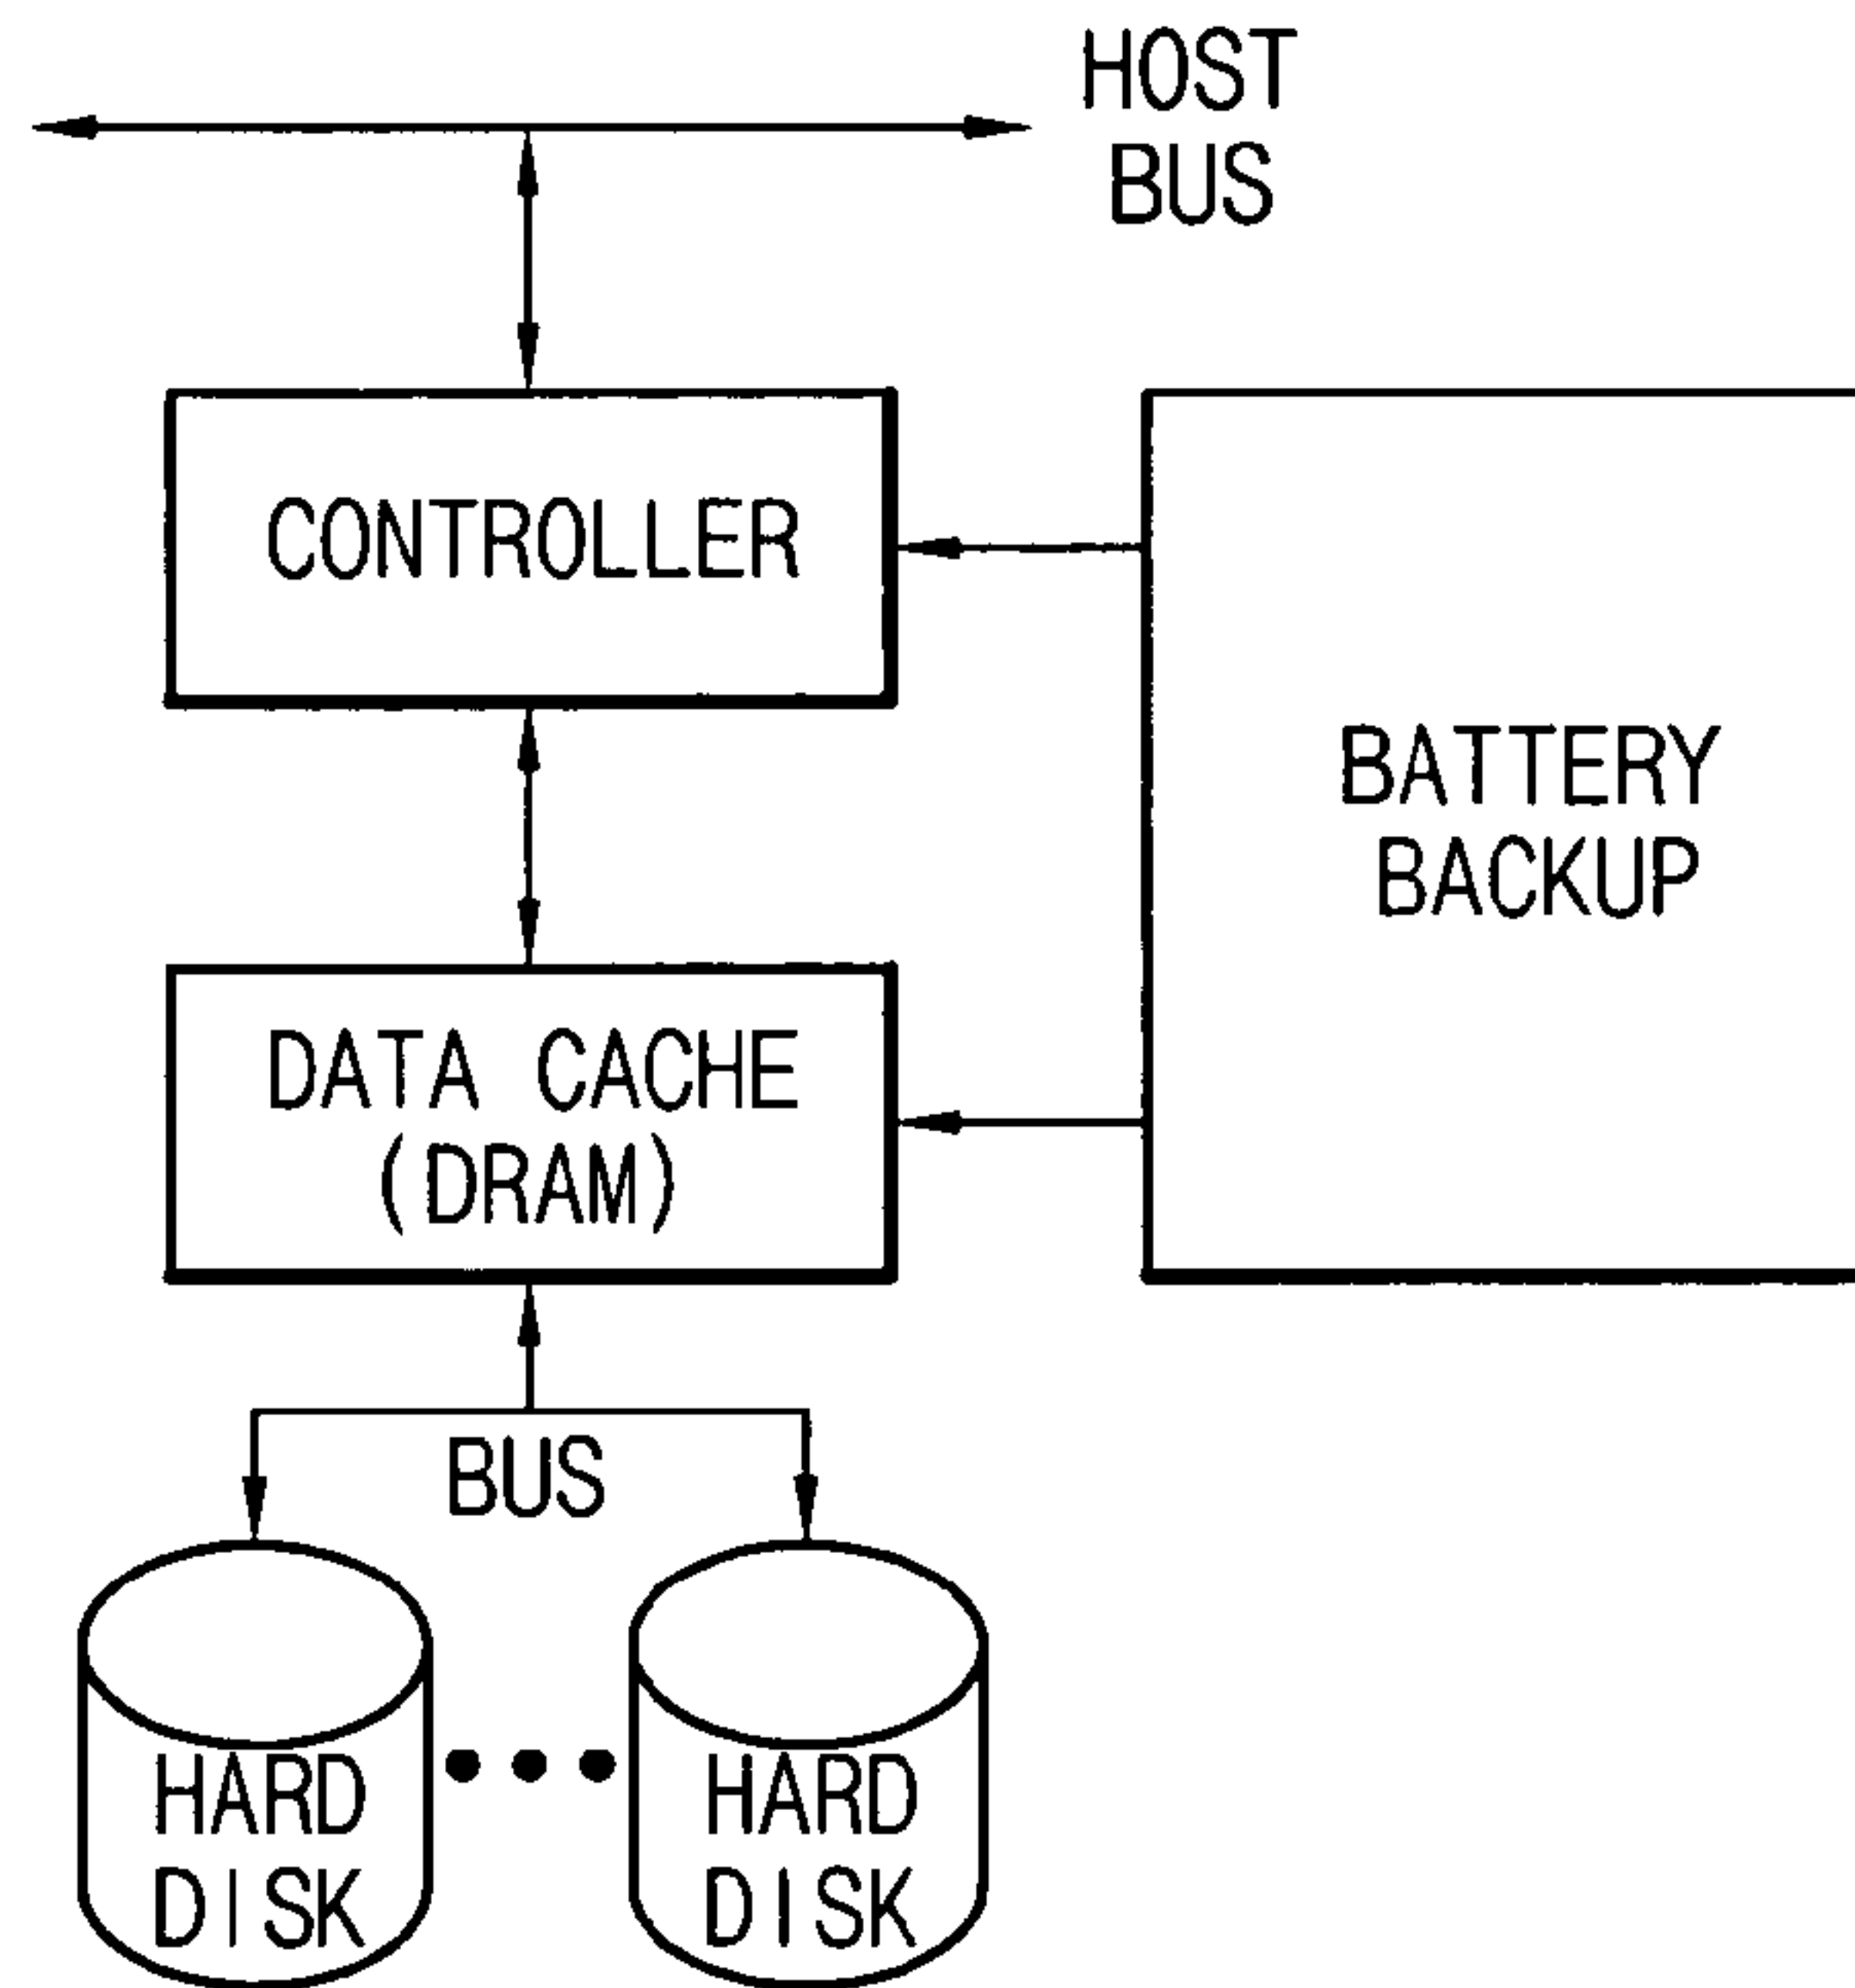 HOST
BUS
CONTROLLER
BATTERY
BACKUP
DATA CACHE
(DRAM)
BUS
HARD
DISK
HARD
DISK